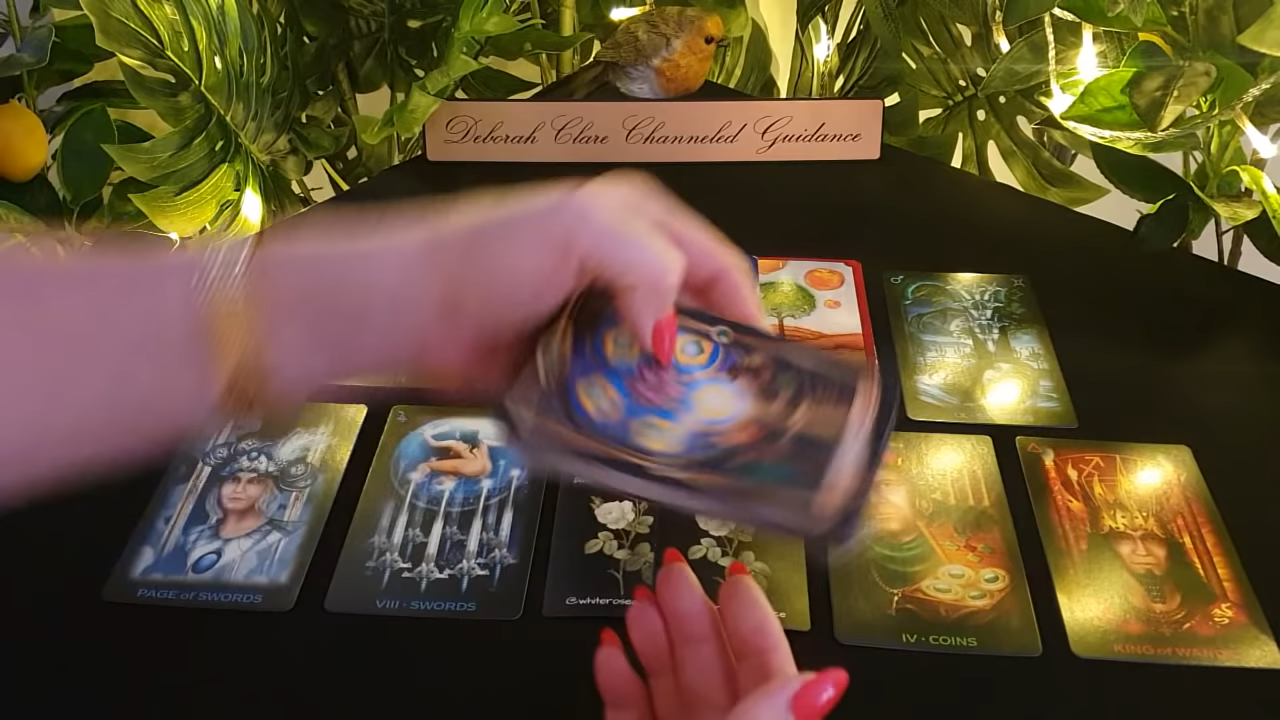 Deborah Clare Channeled Guidance
PAGE of SWORDS
VIII • SWORDS
@whiterose
IV • COINS
KING of WANDS